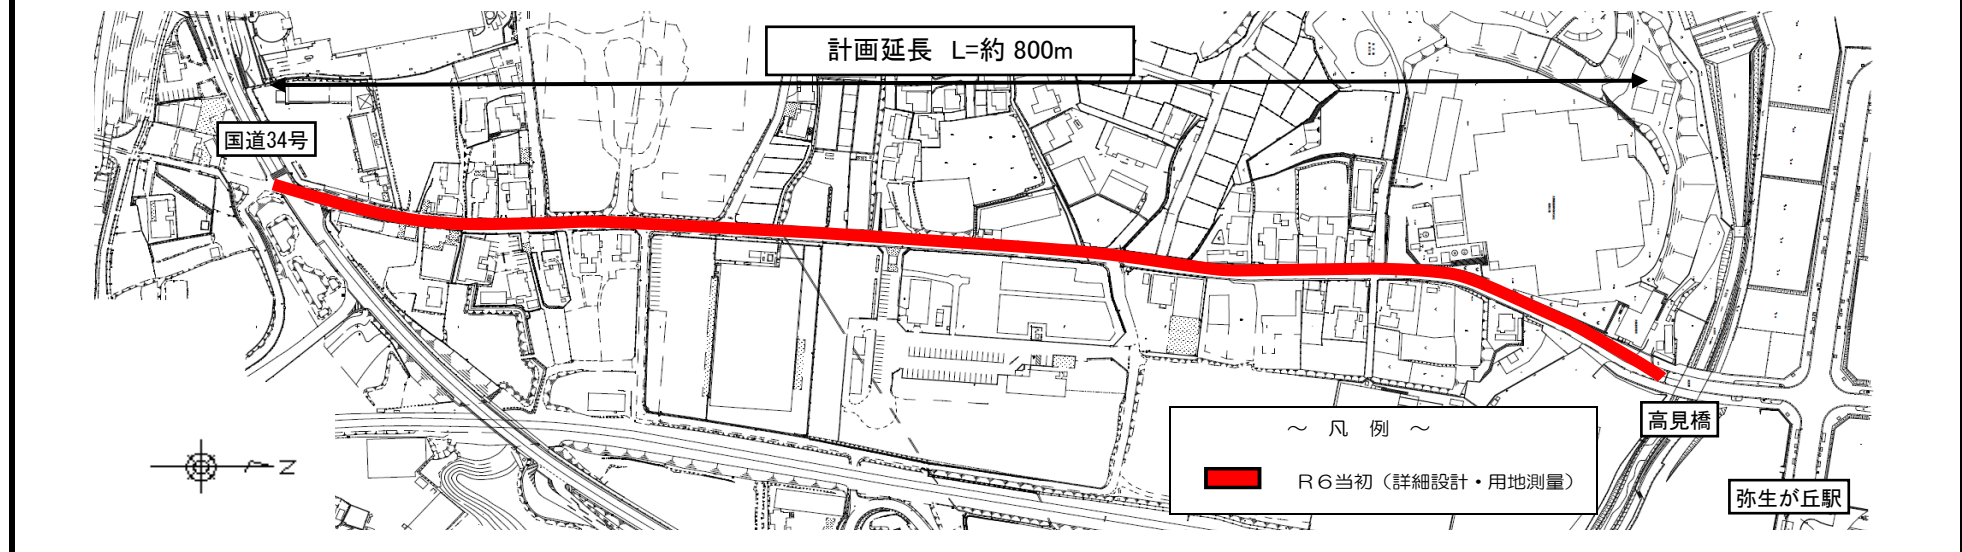 計画延長 L=約 800m
国道34号
高見橋
～ 凡 例 ～
R6当初（詳細設計・用地測量）
弥生が丘駅
N